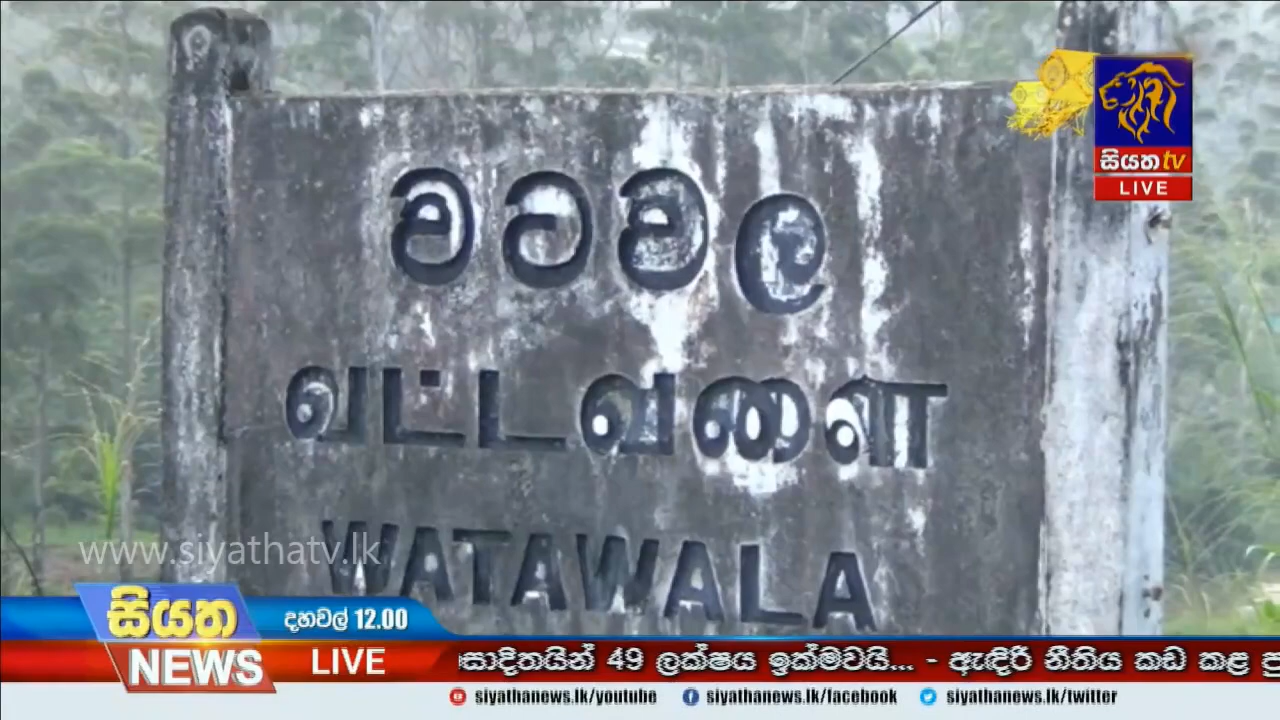 සියත tv
LIVE
වටවල
வட்டவளை
WATAWALA
www.siyathatv.lk
සියත
NEWS
දහවල් 12.00
LIVE
සාදිතයින් 49 ලක්ෂය ඉක්මවයි... - ඇඳිරි නීතිය කඩ කළ
siyathanews.lk/youtube siyathanews.lk/facebook siyathanews.lk/twitter